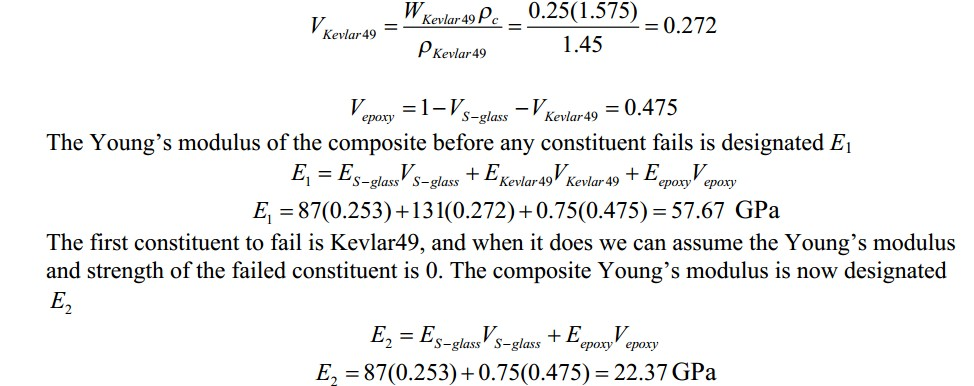 V_{Kevlar49} = \frac{W_{Kevlar49} \rho_c}{\rho_{Kevlar49}} = \frac{0.25(1.575)}{1.45} = 0.272
V_{epoxy} = 1 - V_{S-glass} - V_{Kevlar49} = 0.475
The Young’s modulus of the composite before any constituent fails is designated E_1
E_1 = E_{S-glass} V_{S-glass} + E_{Kevlar49} V_{Kevlar49} + E_{epoxy} V_{epoxy}
E_1 = 87(0.253) + 131(0.272) + 0.75(0.475) = 57.67 GPa
The first constituent to fail is Kevlar49, and when it does we can assume the Young’s modulus
and strength of the failed constituent is 0. The composite Young’s modulus is now designated
E_2
E_2 = E_{S-glass} V_{S-glass} + E_{epoxy} V_{epoxy}
E_2 = 87(0.253) + 0.75(0.475) = 22.37 GPa